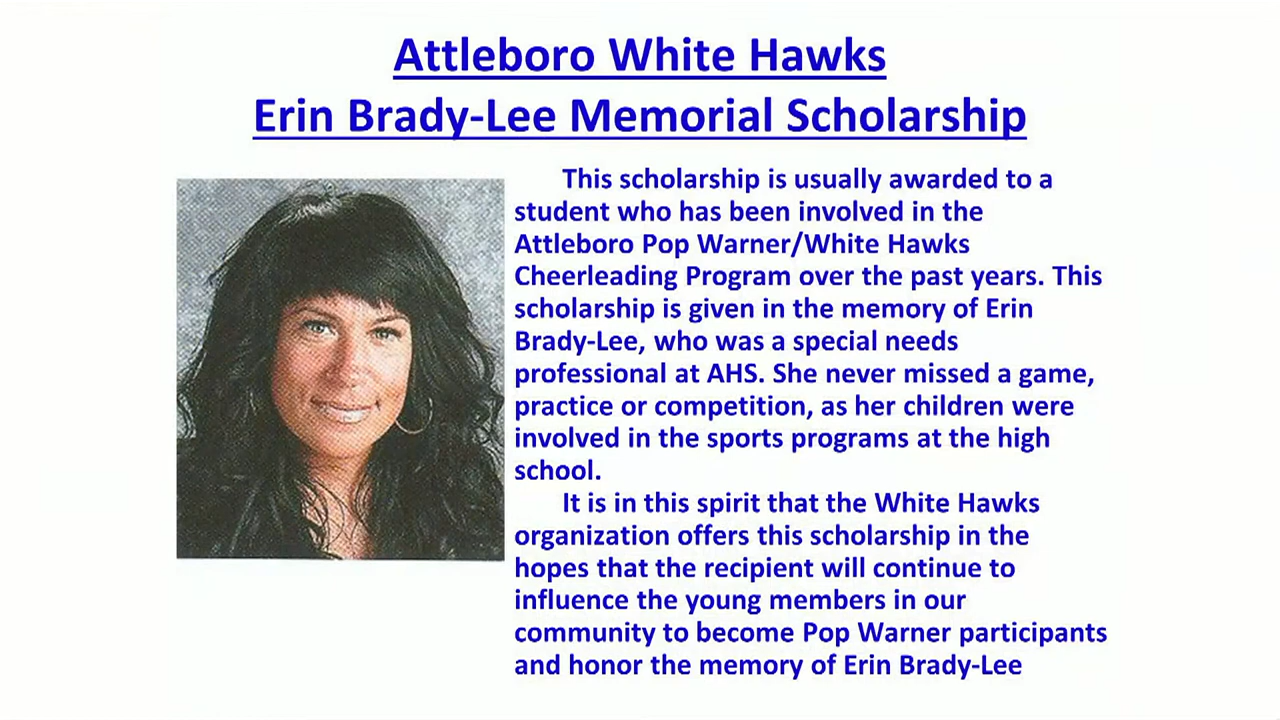 Attleboro White Hawks
Erin Brady-Lee Memorial Scholarship
This scholarship is usually awarded to a
student who has been involved in the
Attleboro Pop Warner/White Hawks
Cheerleading Program over the past years. This
scholarship is given in the memory of Erin
Brady-Lee, who was a special needs
professional at AHS. She never missed a game,
practice or competition, as her children were
involved in the sports programs at the high
school.
It is in this spirit that the White Hawks
organization offers this scholarship in the
hopes that the recipient will continue to
influence the young members in our
community to become Pop Warner participants
and honor the memory of Erin Brady-Lee